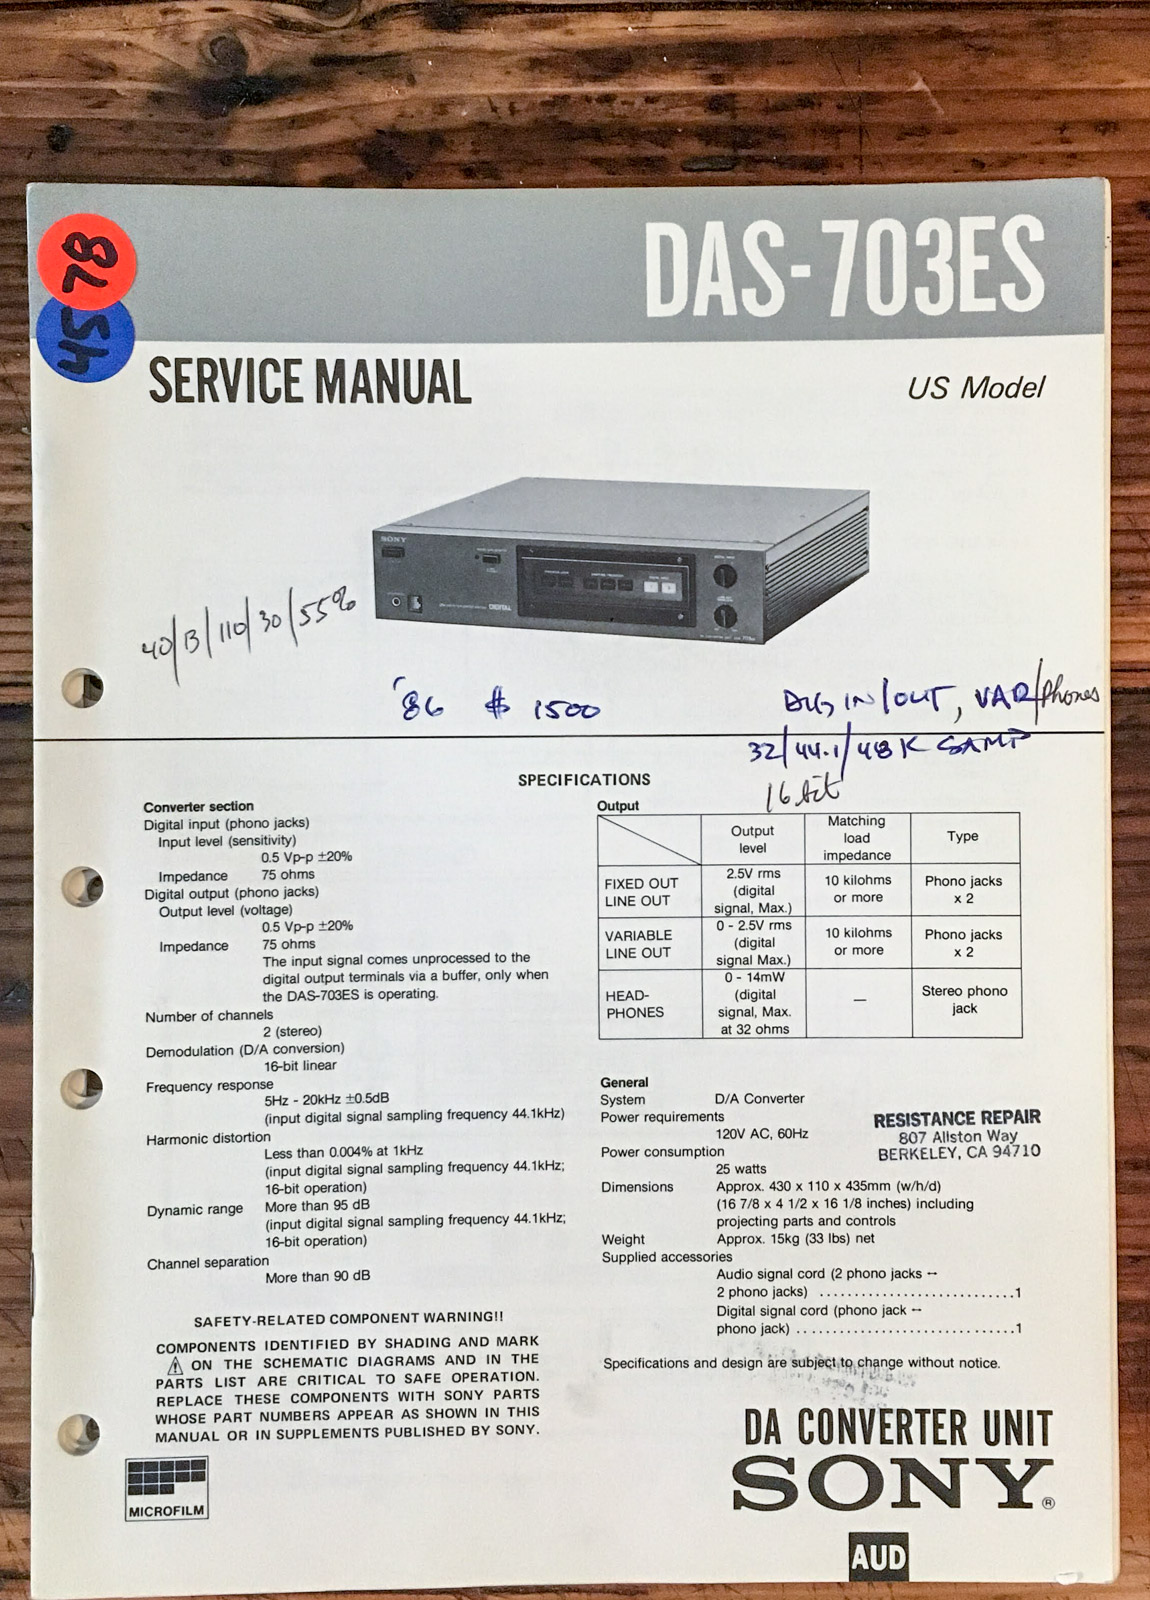 DAS-703ES
78
45
SERVICE MANUAL
US Model
SONY
DIGITAL
40/13/110/30/55%
'86 $ 1500
DIG IN/OUT, VAR/Phones
32/44.1/48K SAMP
16 bit
SPECIFICATIONS
Converter section
Digital input (phono jacks)
Input level (sensitivity)
0.5 Vp-p ±20%
Impedance 75 ohms
Digital output (phono jacks)
Output level (voltage)
0.5 Vp-p ±20%
Impedance 75 ohms
The input signal comes unprocessed to the
digital output terminals via a buffer, only when
the DAS-703ES is operating.
Number of channels
2 (stereo)
Demodulation (D/A conversion)
16-bit linear
Frequency response
5Hz - 20kHz ±0.5dB
(input digital signal sampling frequency 44.1kHz)
Harmonic distortion
Less than 0.004% at 1kHz
(input digital signal sampling frequency 44.1kHz;
16-bit operation)
Dynamic range More than 95 dB
(input digital signal sampling frequency 44.1kHz;
16-bit operation)
Channel separation
More than 90 dB
SAFETY-RELATED COMPONENT WARNING!!
COMPONENTS IDENTIFIED BY SHADING AND MARK
⚠ ON THE SCHEMATIC DIAGRAMS AND IN THE
PARTS LIST ARE CRITICAL TO SAFE OPERATION.
REPLACE THESE COMPONENTS WITH SONY PARTS
WHOSE PART NUMBERS APPEAR AS SHOWN IN THIS
MANUAL OR IN SUPPLEMENTS PUBLISHED BY SONY.
MICROFILM
Output
Output level Matching load impedance Type
FIXED OUT LINE OUT 2.5V rms (digital signal, Max.) 10 kilohms or more Phono jacks x 2
VARIABLE LINE OUT 0 - 2.5V rms (digital signal Max.) 10 kilohms or more Phono jacks x 2
HEAD-PHONES 0 - 14mW (digital signal, Max. at 32 ohms — Stereo phono jack
General
System D/A Converter
Power requirements
120V AC, 60Hz
Power consumption
25 watts
Dimensions Approx. 430 x 110 x 435mm (w/h/d)
(16 7/8 x 4 1/2 x 16 1/8 inches) including
projecting parts and controls
Weight Approx. 15kg (33 lbs) net
Supplied accessories
Audio signal cord (2 phono jacks ↔
2 phono jacks) ............................1
Digital signal cord (phono jack ↔
phono jack) ................................1
Specifications and design are subject to change without notice.
RESISTANCE REPAIR
807 Allston Way
BERKELEY, CA 94710
DA CONVERTER UNIT
SONY®
AUD